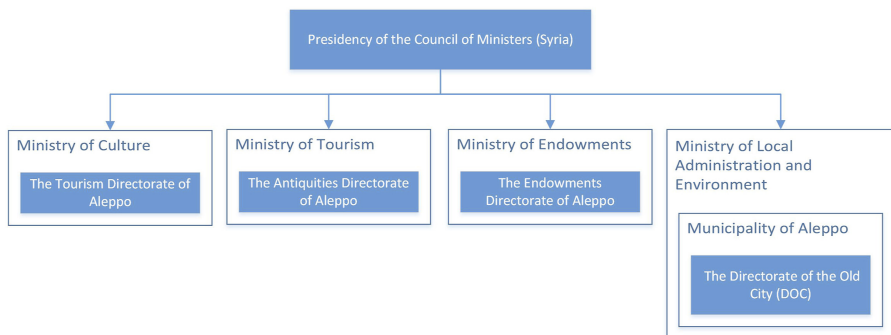 Presidency of the Council of Ministers (Syria)
Ministry of Culture
The Tourism Directorate of
Aleppo
Ministry of Tourism
The Antiquities Directorate
of Aleppo
Ministry of Endowments
The Endowments
Directorate of Aleppo
Ministry of Local
Administration and
Environment
Municipality of Aleppo
The Directorate of the Old
City (DOC)